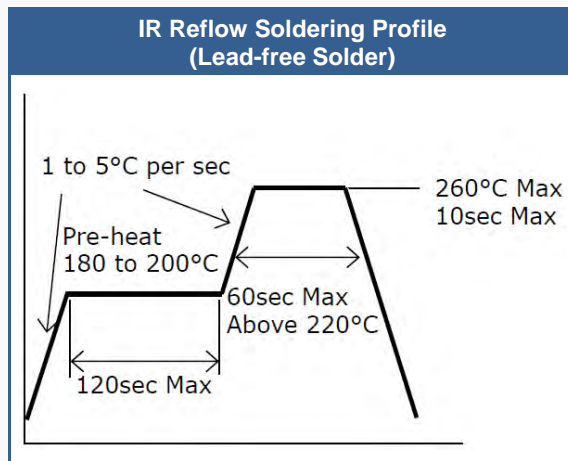 IR Reflow Soldering Profile
(Lead-free Solder)
1 to 5°C per sec
260°C Max
10sec Max
Pre-heat
180 to 200°C
60sec Max
Above 220°C
120sec Max